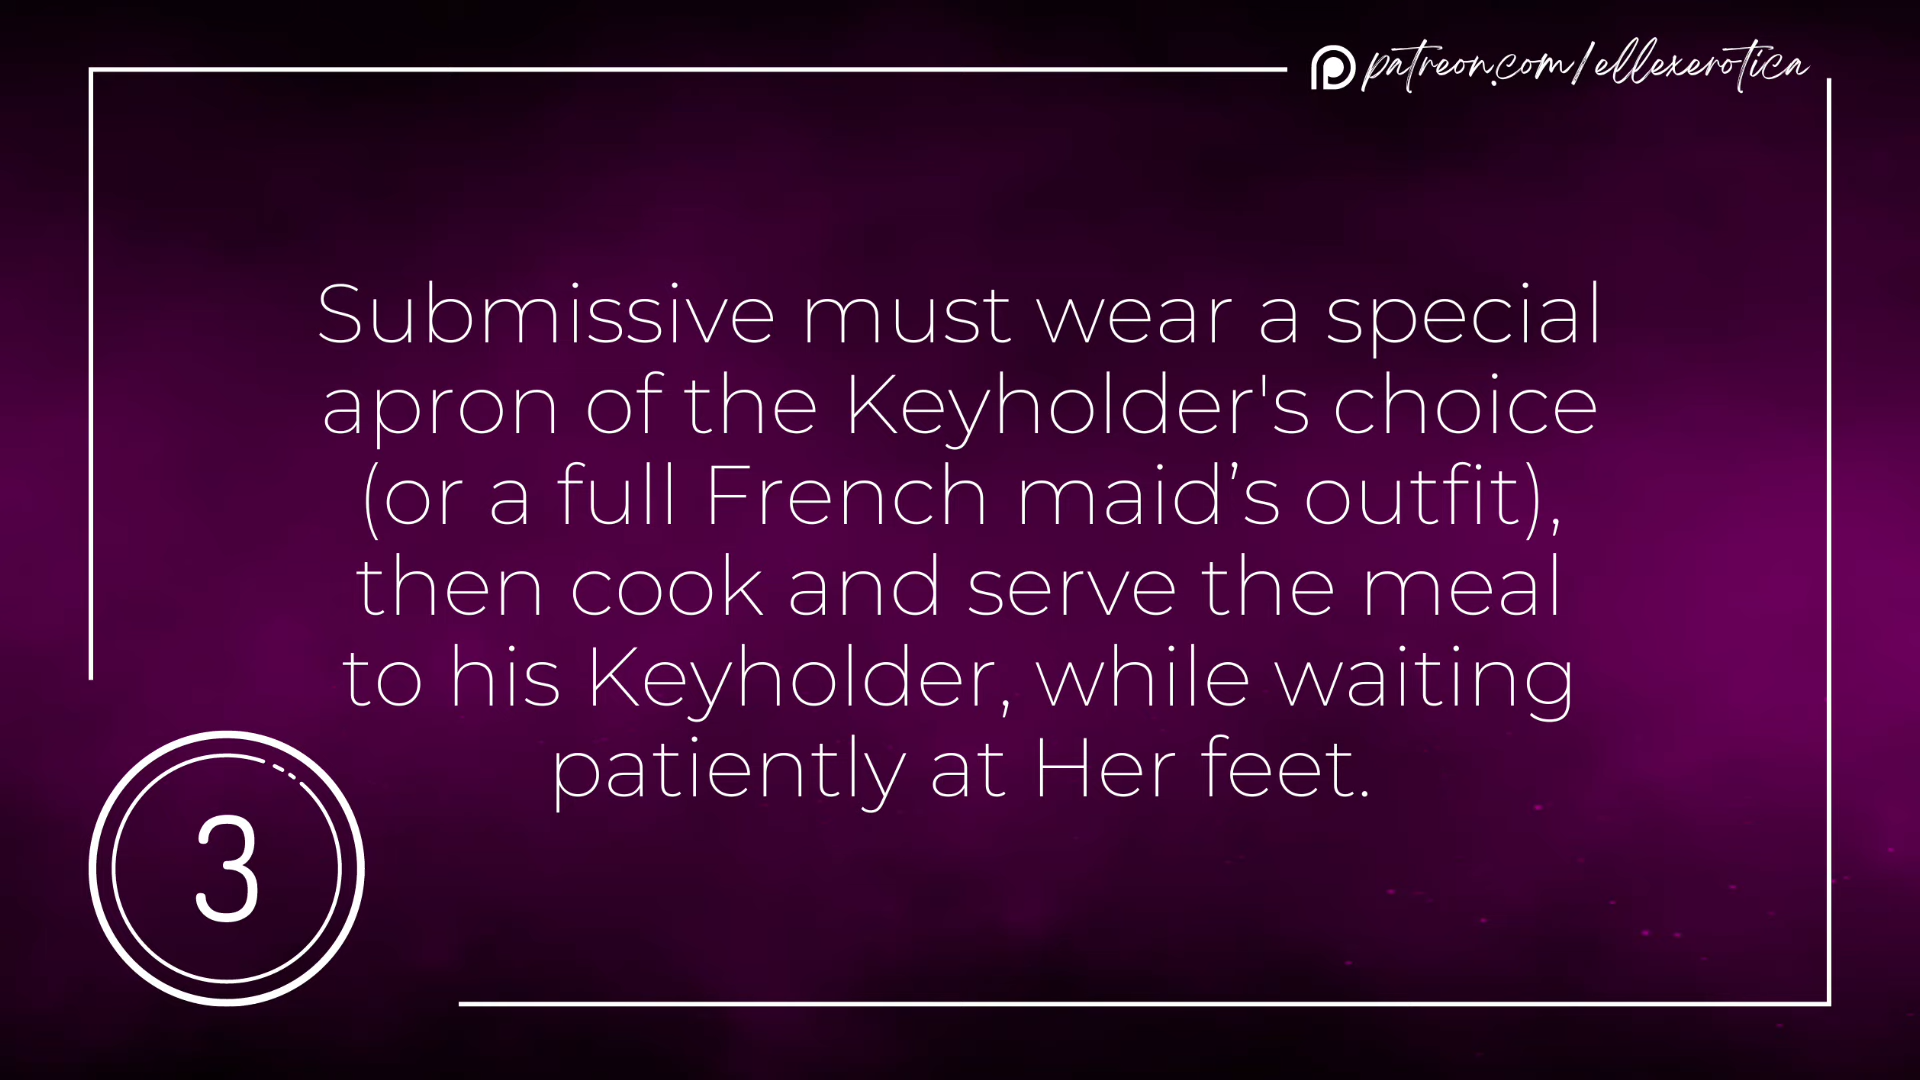 patreon.com/ellexerotica
Submissive must wear a special
apron of the Keyholder's choice
(or a full French maid’s outfit),
then cook and serve the meal
to his Keyholder, while waiting
patiently at Her feet.
3